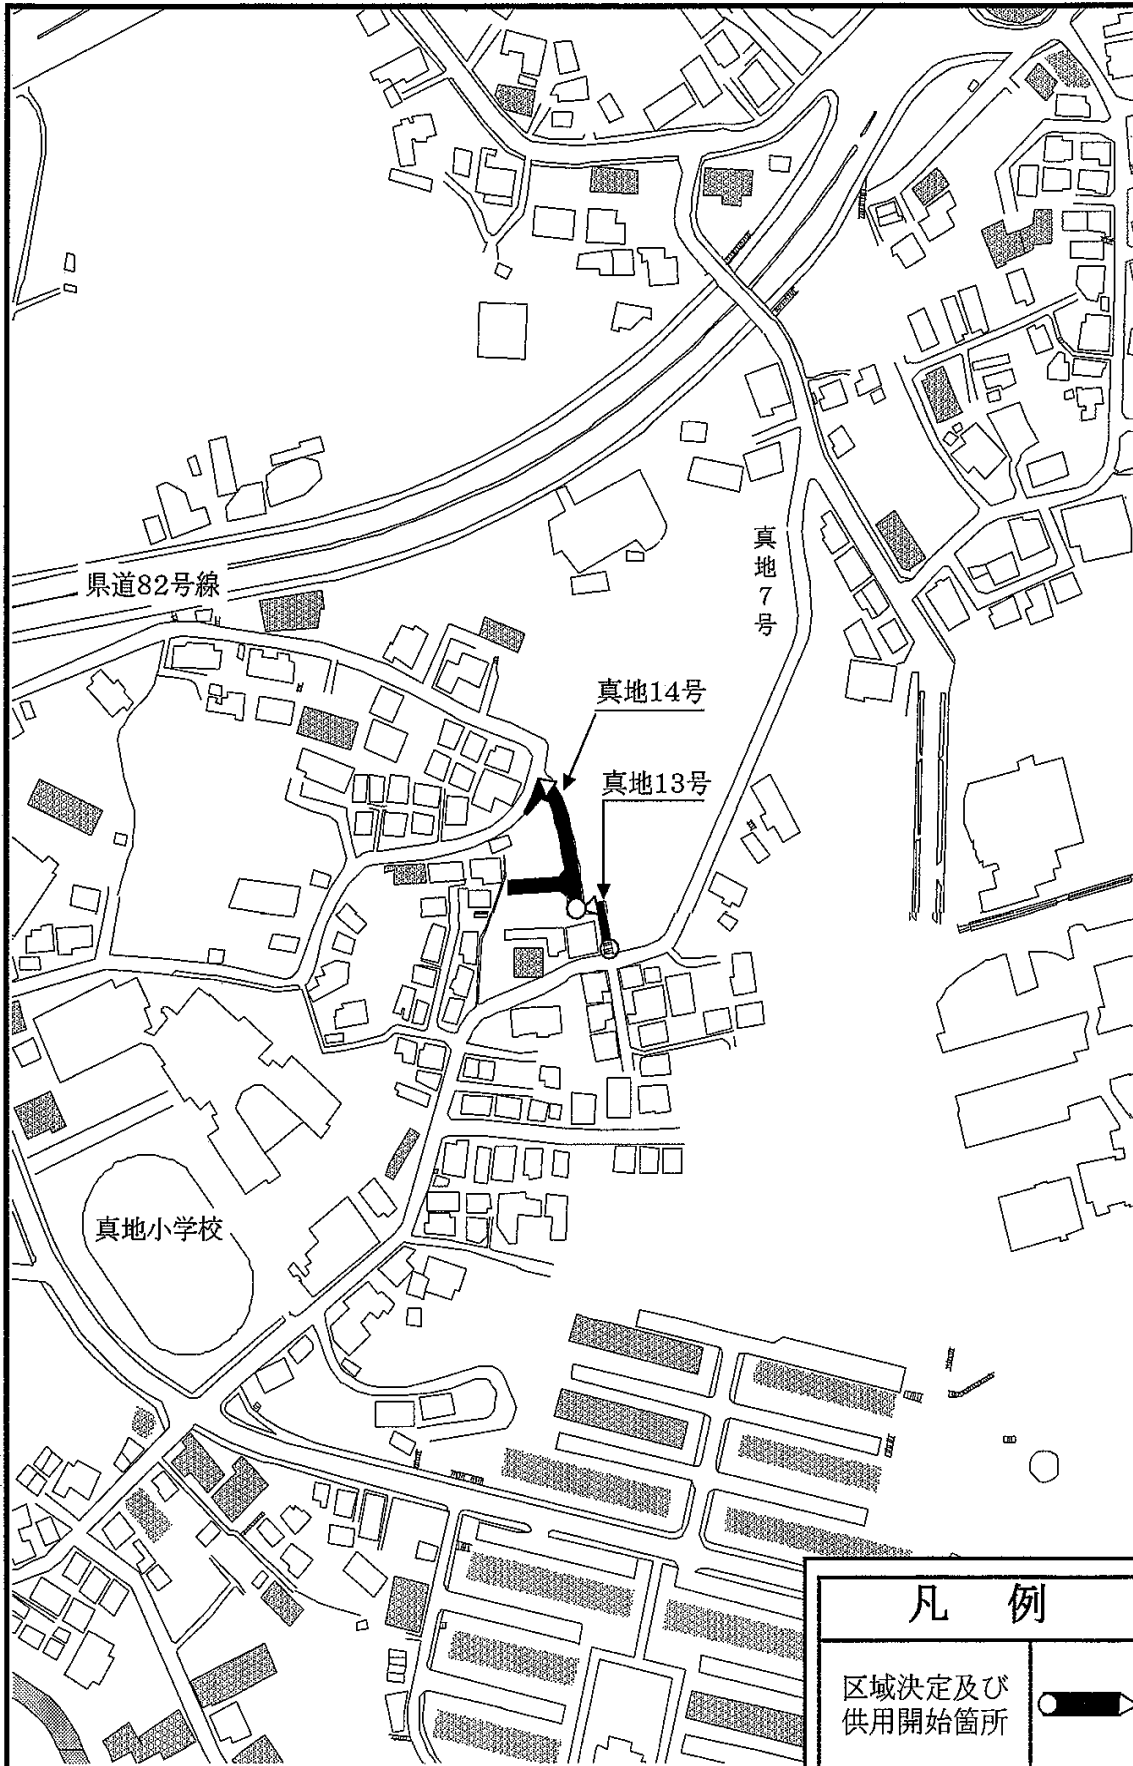 県道82号線
真地7号
真地14号
真地13号
真地小学校
凡 例
区域決定及び
供用開始箇所